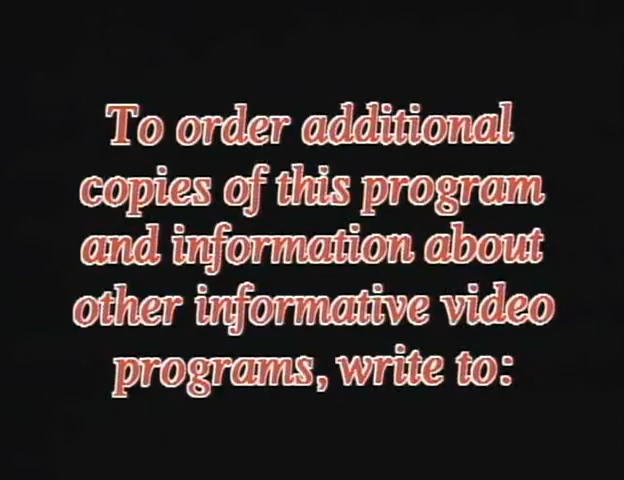 To order additional
copies of this program
and information about
other informative video
programs, write to: